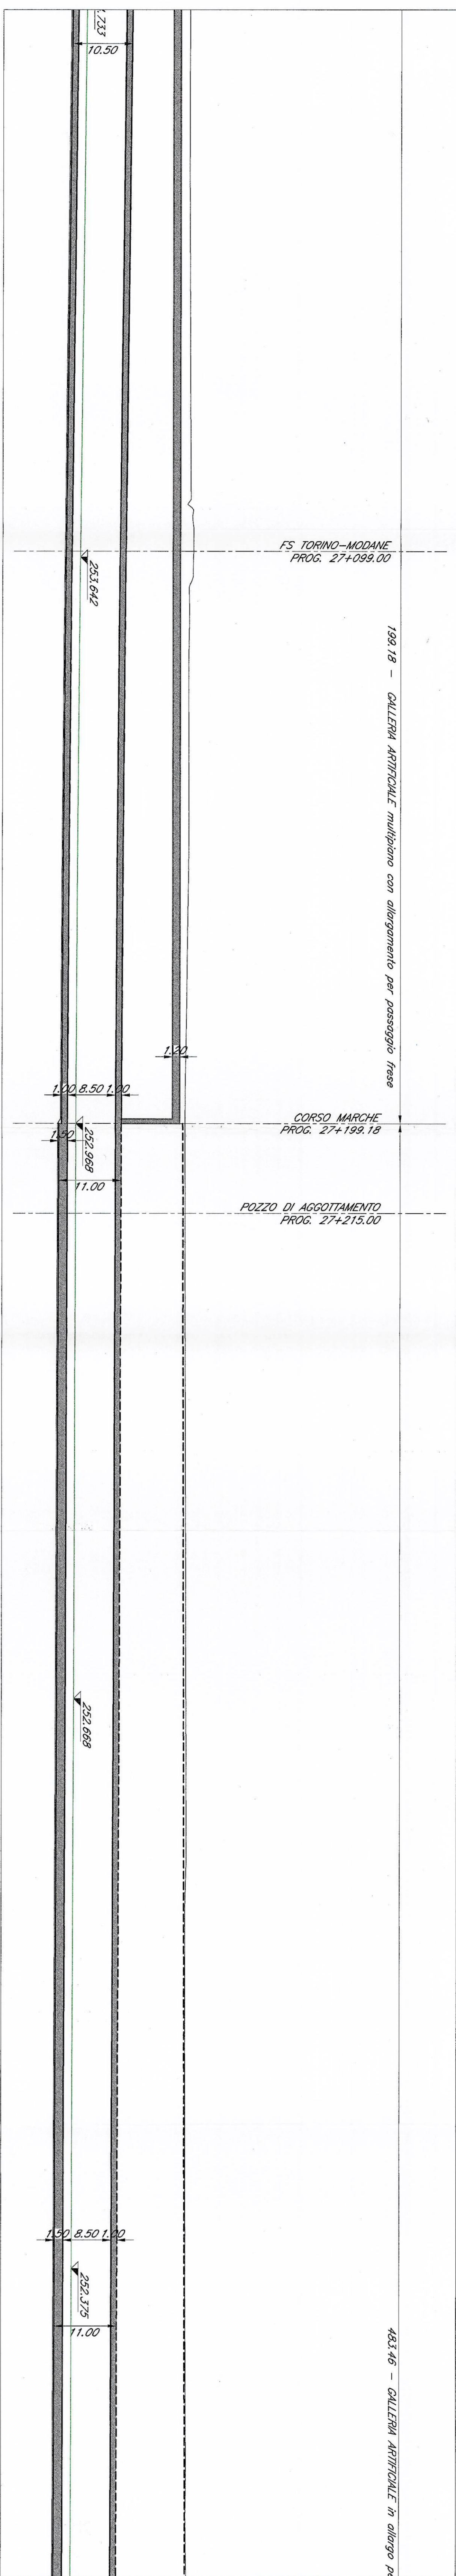 .733
10.50
FS TORINO-MODANE
PROG. 27+099.00
253.642
199.18 - GALLERIA ARTIFICIALE multipiano con allargamento per passaggio frese
1.20
1.00 8.50 1.00
CORSO MARCHE
PROG. 27+199.18
1.50
252.968
11.00
POZZO DI AGGOTTAMENTO
PROG. 27+215.00
252.668
1.50 8.50 1.00
252.375
11.00
483.46 - GALLERIA ARTIFICIALE in allargo pe